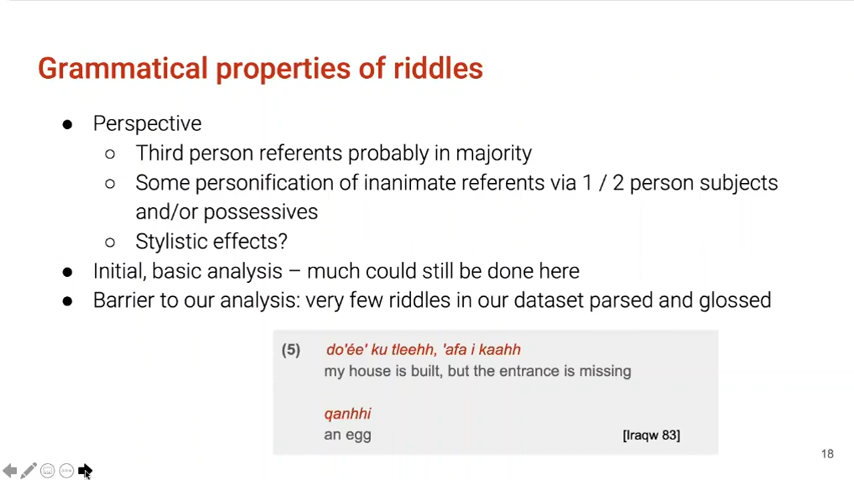 Grammatical properties of riddles
● Perspective
○ Third person referents probably in majority
○ Some personification of inanimate referents via 1 / 2 person subjects
and/or possessives
○ Stylistic effects?
● Initial, basic analysis – much could still be done here
● Barrier to our analysis: very few riddles in our dataset parsed and glossed
(5) do'ée' ku tleehh, 'afa i kaahh
my house is built, but the entrance is missing
qanhhi
an egg [Iraqw 83]
18